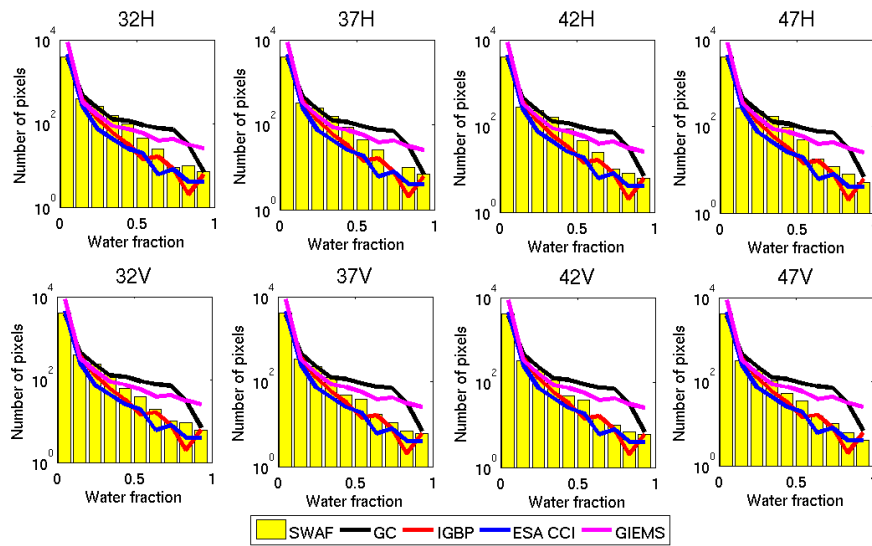 32H 37H 42H 47H
10^4 10^4 10^4 10^4
Number of pixels Number of pixels Number of pixels Number of pixels
10^2 10^2 10^2 10^2
10^0 10^0 10^0 10^0
0 0.5 1 0 0.5 1 0 0.5 1 0 0.5 1
Water fraction Water fraction Water fraction Water fraction
32V 37V 42V 47V
10^4 10^4 10^4 10^4
Number of pixels Number of pixels Number of pixels Number of pixels
10^2 10^2 10^2 10^2
10^0 10^0 10^0 10^0
0 0.5 1 0 0.5 1 0 0.5 1 0 0.5 1
Water fraction Water fraction Water fraction Water fraction
SWAF GC IGBP ESA CCI GIEMS